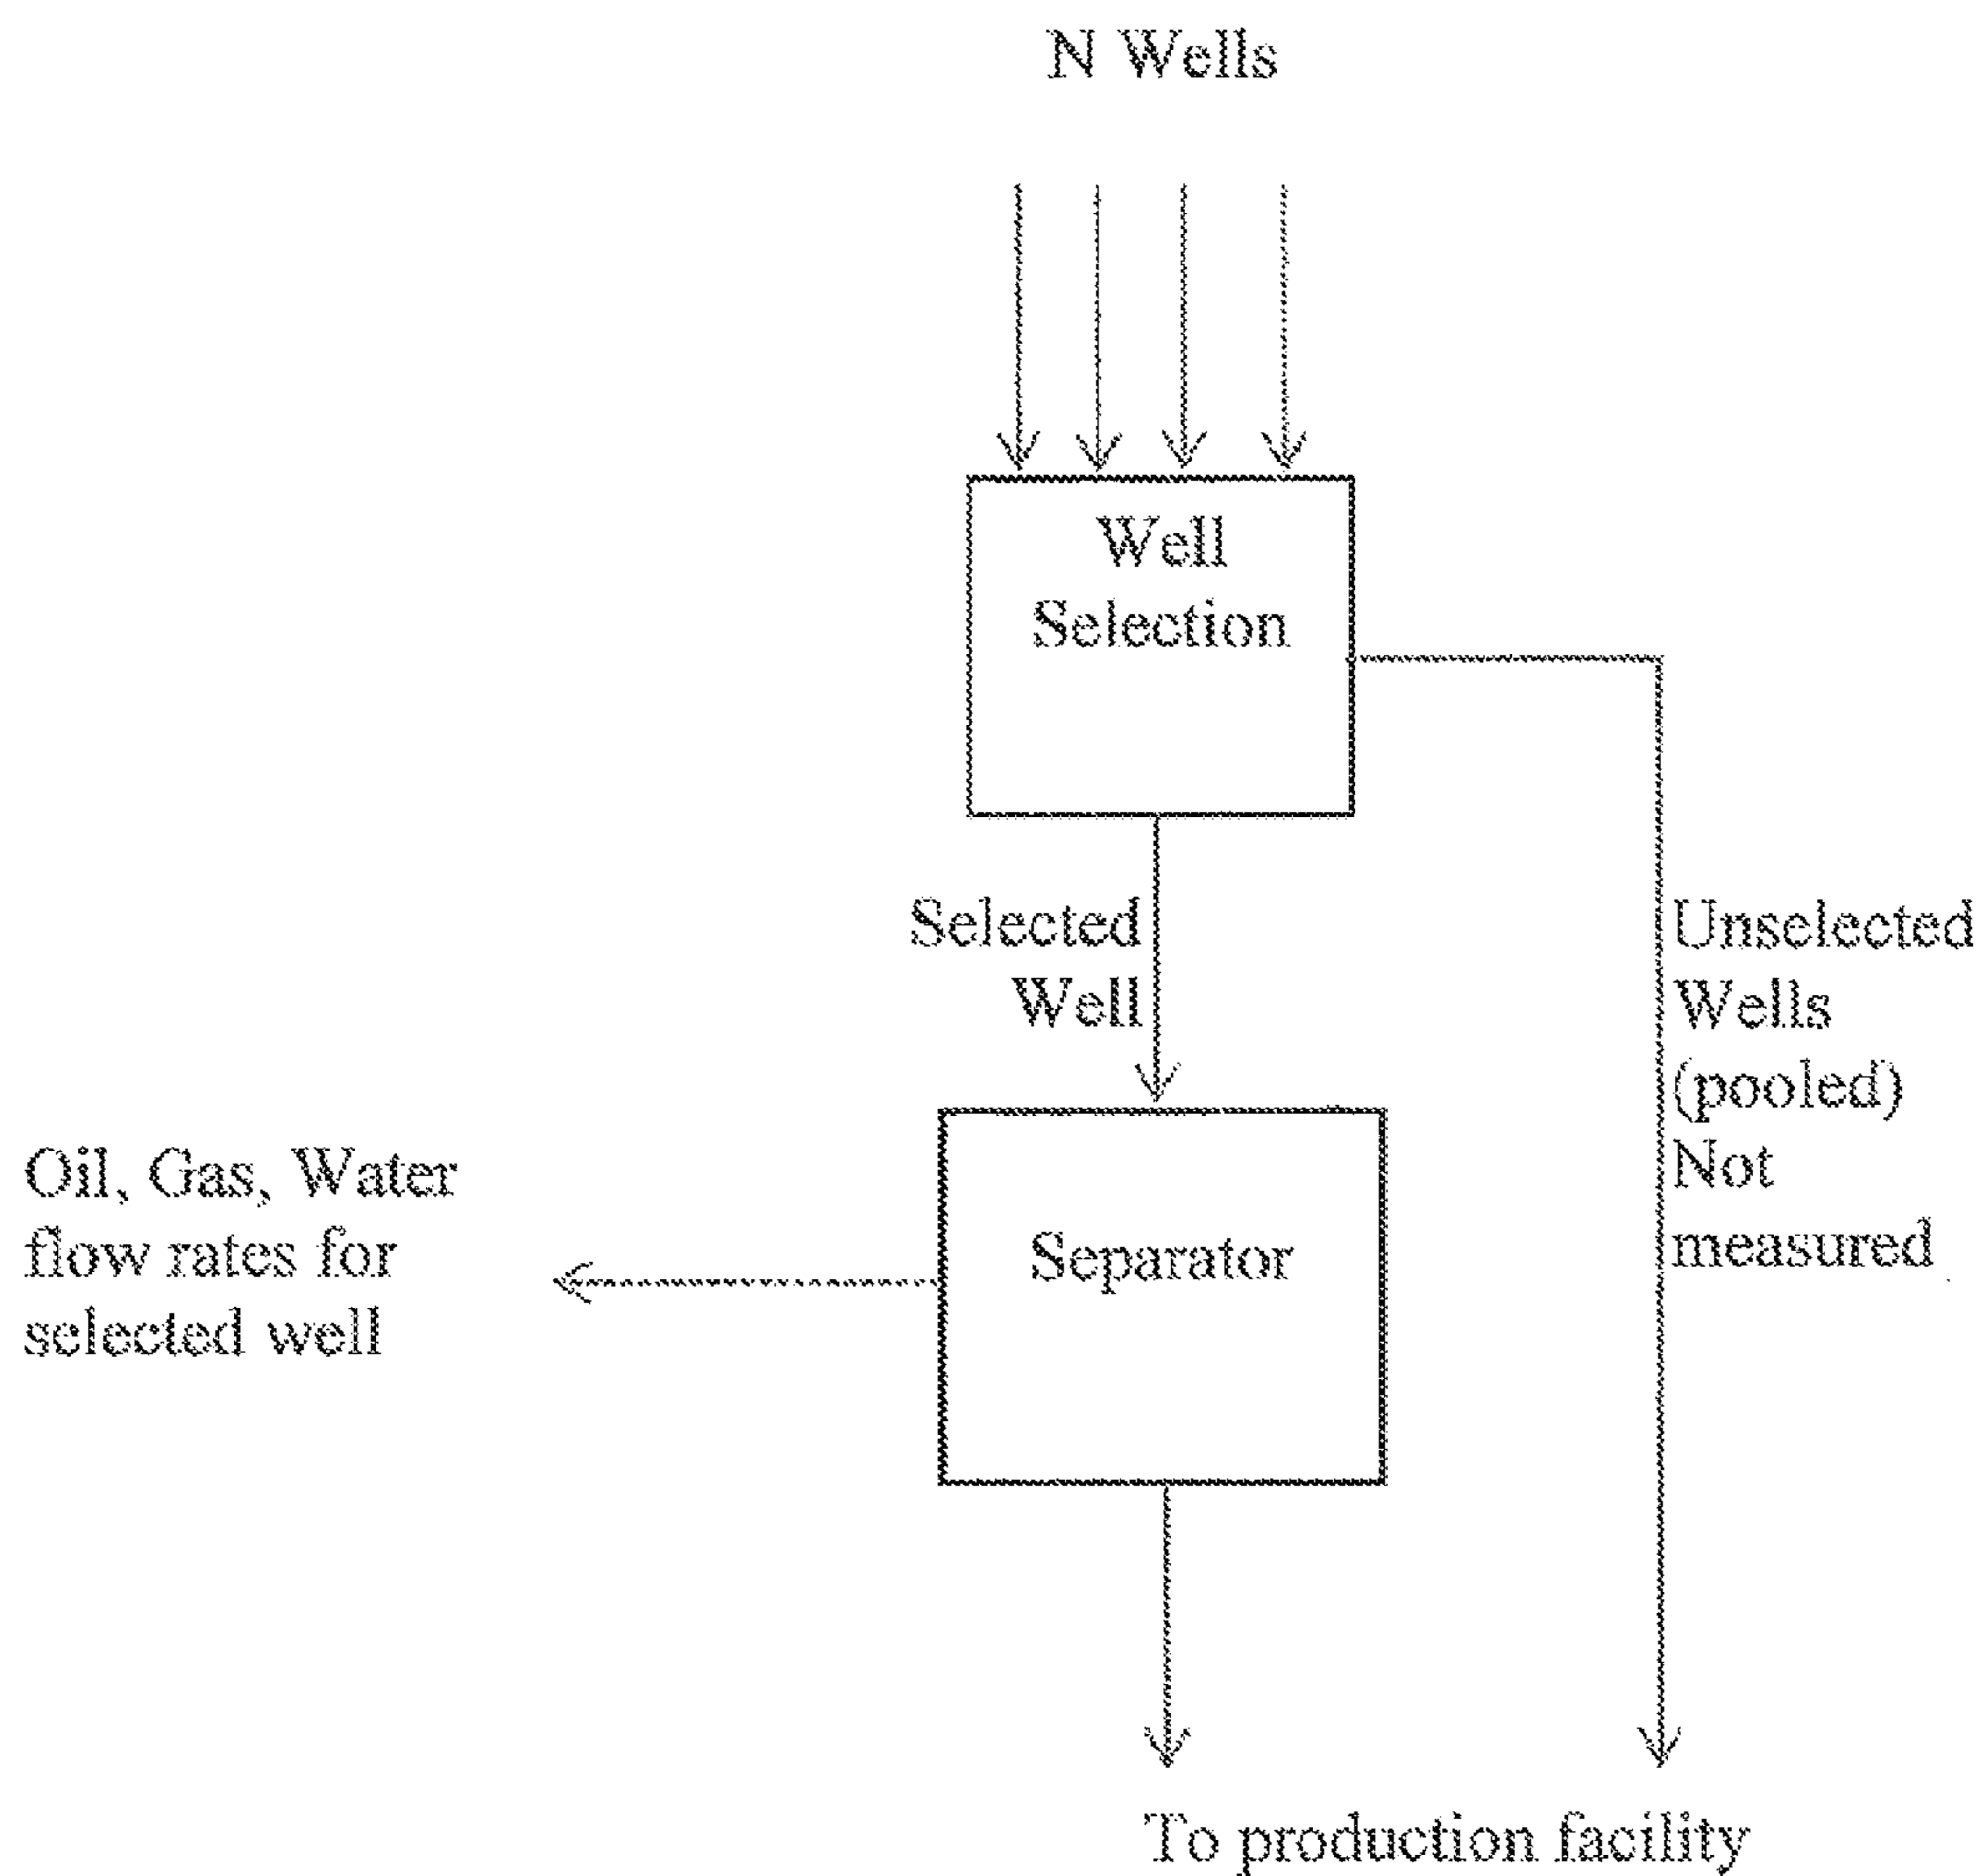 N Wells
Well
Selection
Selected
Well
Unselected
Wells
(pooled)
Not
measured
Oil, Gas, Water
flow rates for
selected well
Separator
To production facility